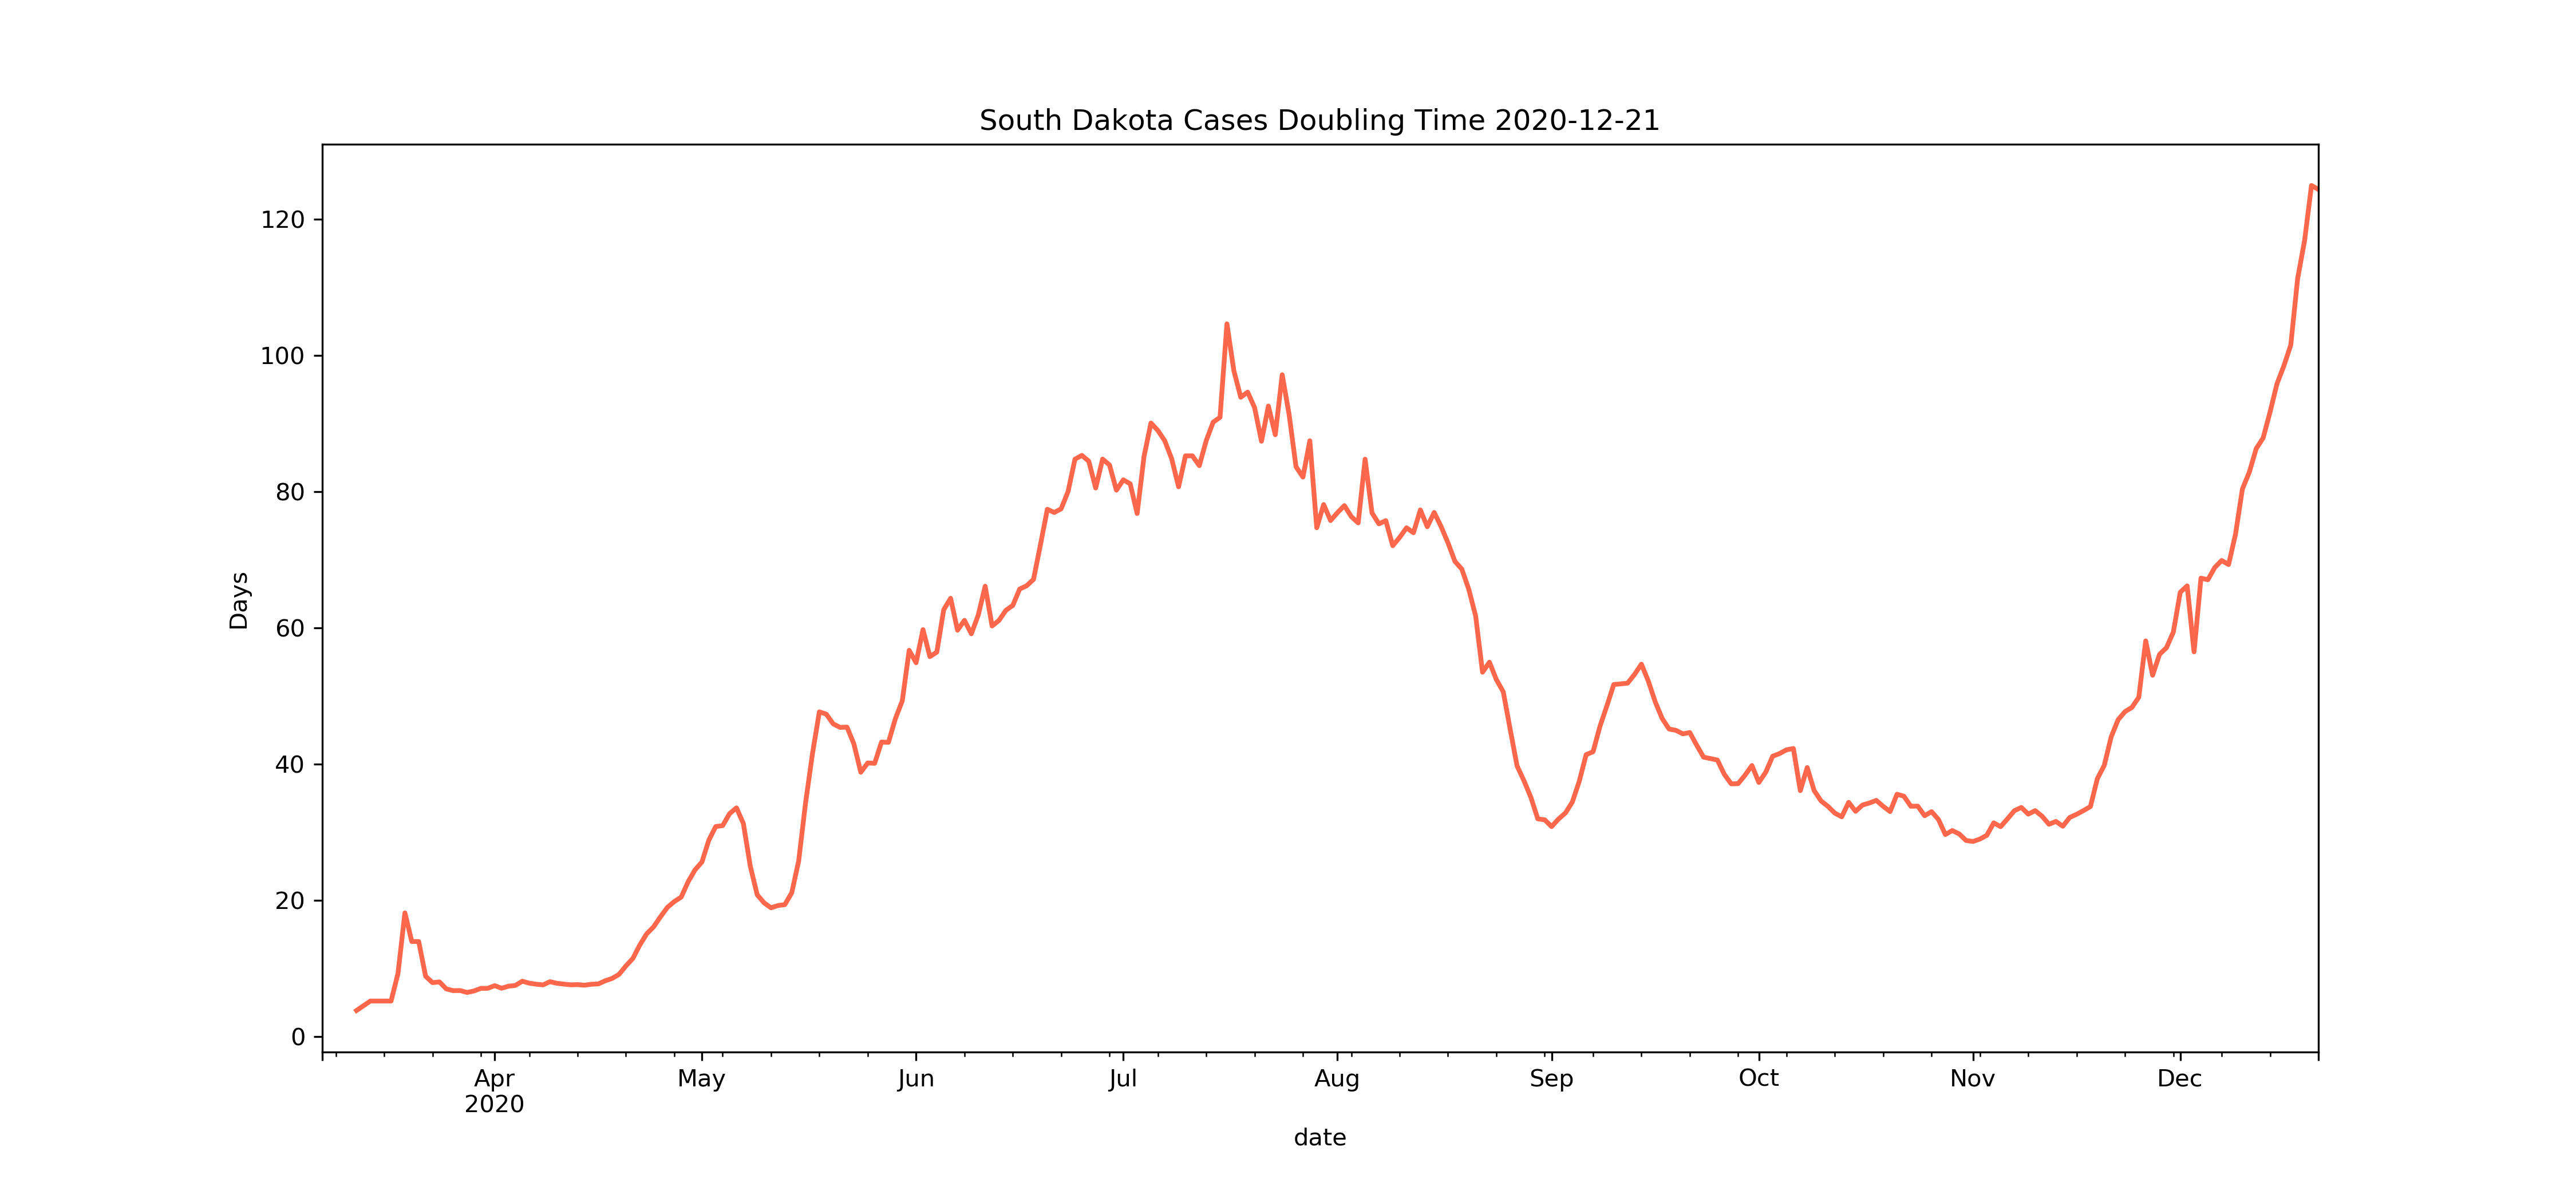 South Dakota Cases Doubling Time 2020-12-21
120
100
80
60
40
20
0
Days
Apr May Jun Jul Aug Sep Oct Nov Dec
2020
date